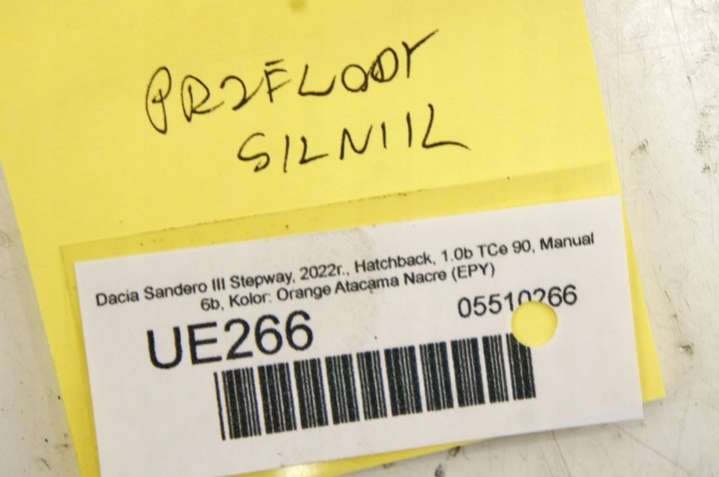 PRZEWODY
SILNIK
Dacia Sandero III Stepway, 2022r., Hatchback, 1.0b TCe 90, Manual
6b, Kolor: Orange Atacama Nacre (EPY)
UE266
05510266